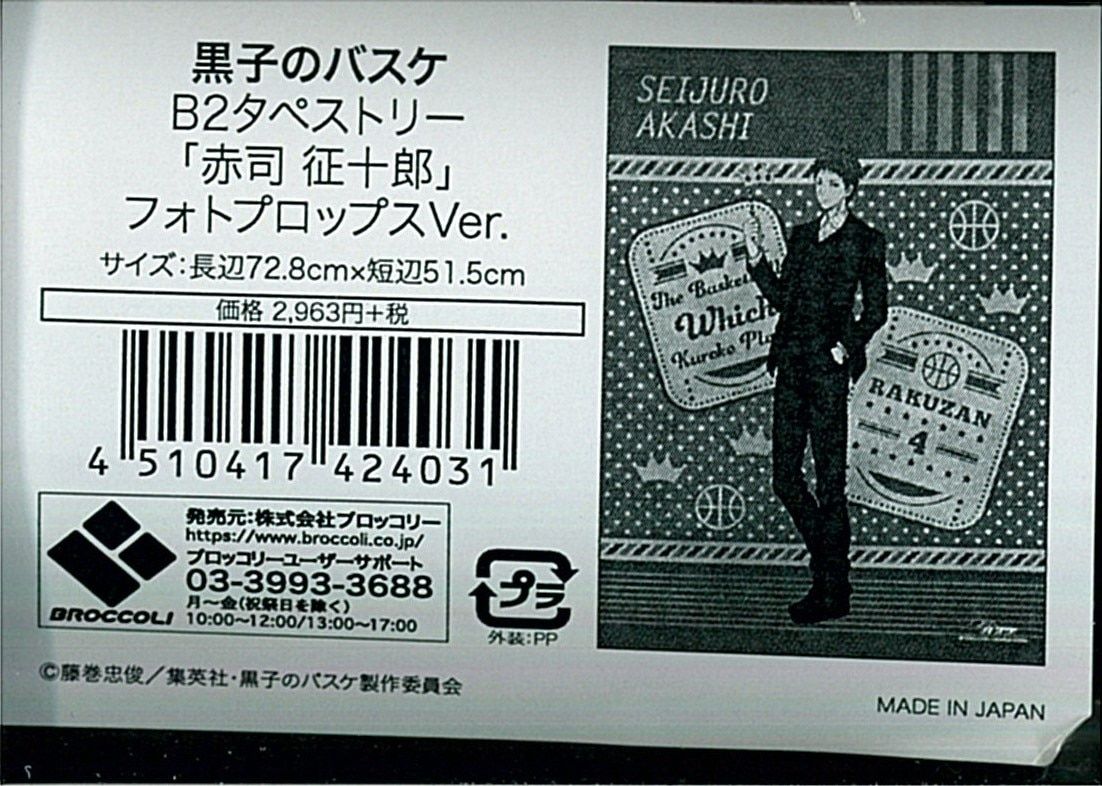 黒子のバスケ
B2タペストリー
「赤司 征十郎」
フォトプロップスVer.
サイズ：長辺72.8cm×短辺51.5cm
価格 2,963円+税
4 510417 424031
発売元：株式会社ブロッコリー
https://www.broccoli.co.jp/
ブロッコリーユーザーサポート
03-3993-3688
月〜金（祝祭日を除く）
10:00〜12:00/13:00〜17:00
BROCCOLI
プラ
外装：PP
©藤巻忠俊／集英社・黒子のバスケ製作委員会
SEIJURO
AKASHI
The Baske
Which
Kuroko Pl
RAKUZAN
4
MADE IN JAPAN